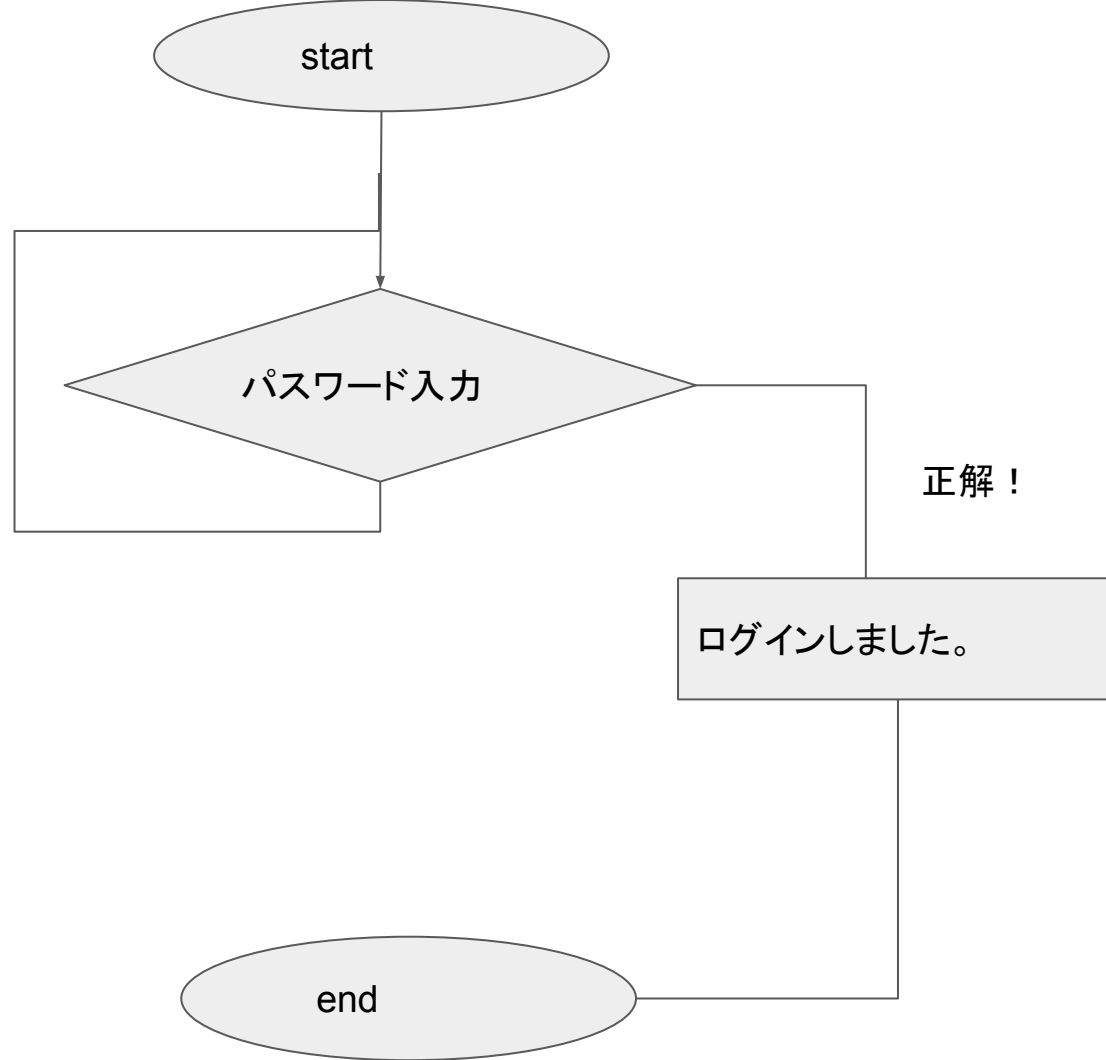 start
パスワード入力
正解！
ログインしました。
end